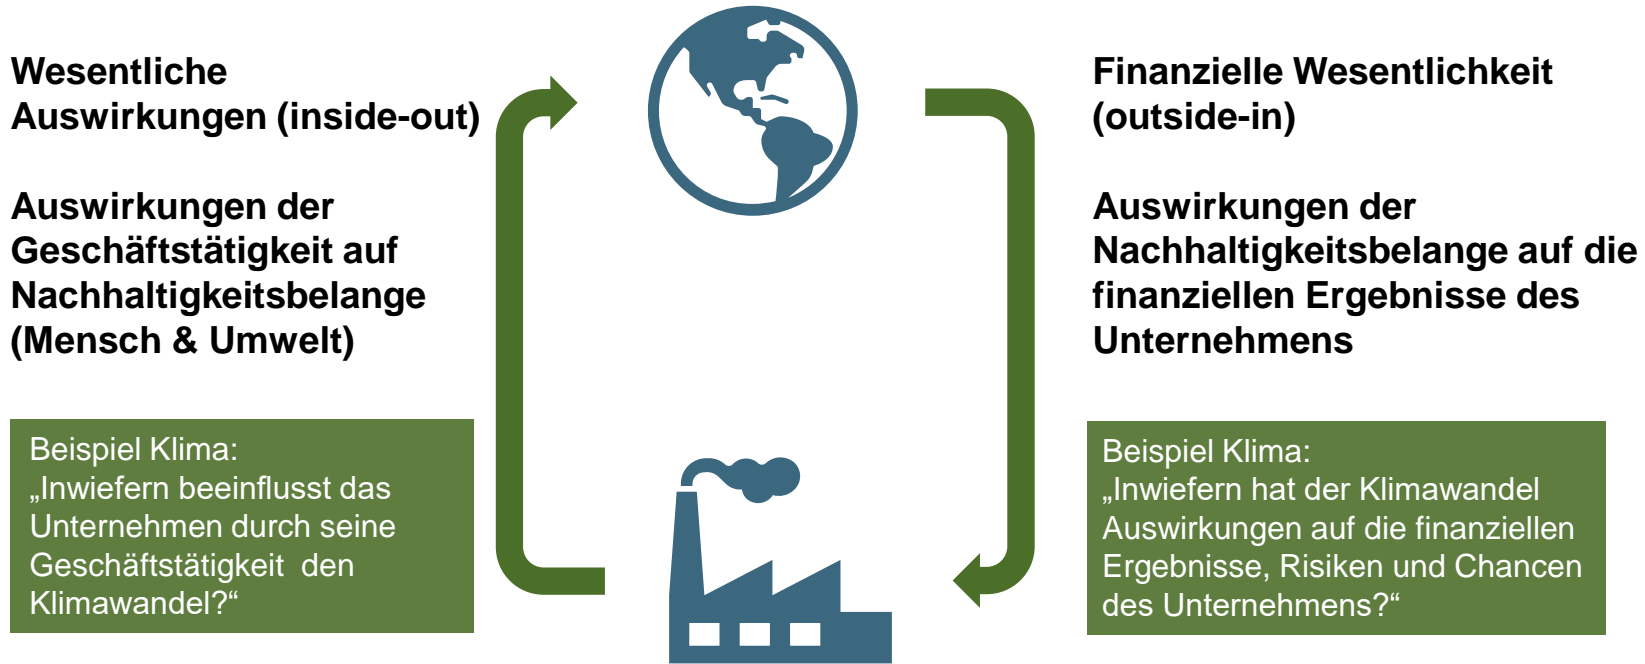 Wesentliche
Auswirkungen (inside-out)
Auswirkungen der
Geschäftstätigkeit auf
Nachhaltigkeitsbelange
(Mensch & Umwelt)
Beispiel Klima:
„Inwiefern beeinflusst das
Unternehmen durch seine
Geschäftstätigkeit  den
Klimawandel?“
Finanzielle Wesentlichkeit
(outside-in)
Auswirkungen der
Nachhaltigkeitsbelange auf die
finanziellen Ergebnisse des
Unternehmens
Beispiel Klima:
„Inwiefern hat der Klimawandel
Auswirkungen auf die finanziellen
Ergebnisse, Risiken und Chancen
des Unternehmens?“